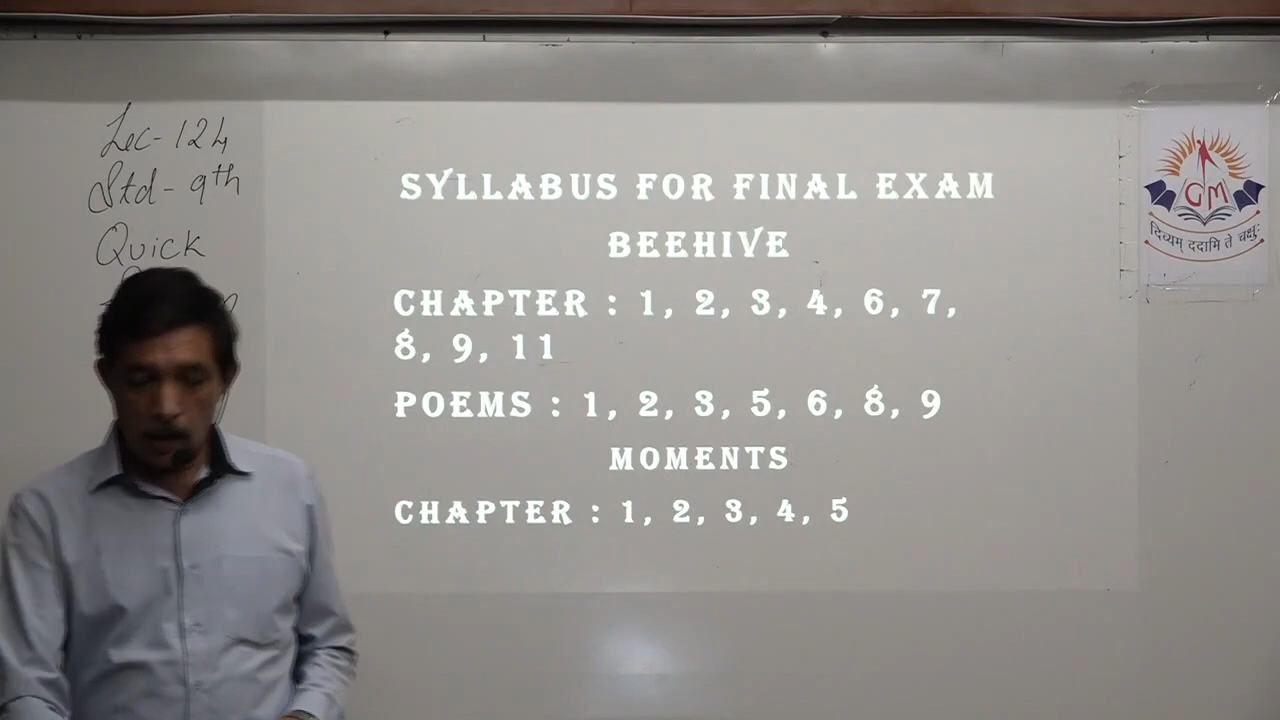 Lec-124
Std-9th
Quick
SYLLABUS FOR FINAL EXAM
BEEHIVE
CHAPTER : 1, 2, 3, 4, 6, 7,
8, 9, 11
POEMS : 1, 2, 3, 5, 6, 8, 9
MOMENTS
CHAPTER : 1, 2, 3, 4, 5
GM
दिव्यम् ददामि ते चक्षुः